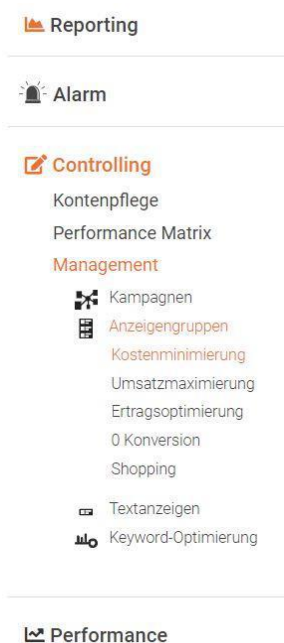 Reporting
Alarm
Controlling
Kontenpflege
Performance Matrix
Management
Kampagnen
Anzeigengruppen
Kostenminimierung
Umsatzmaximierung
Ertragsoptimierung
0 Konversion
Shopping
Textanzeigen
Keyword-Optimierung
Performance